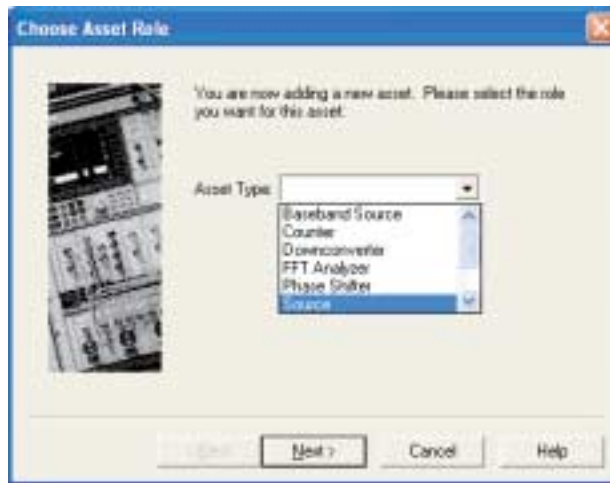 Choose Asset Role
You are now adding a new asset. Please select the role
you want for this asset.
Asset Type:
Baseband Source
Counter
Downconverter
FFT Analyzer
Phase Shifter
Source
< Back
Next >
Cancel
Help